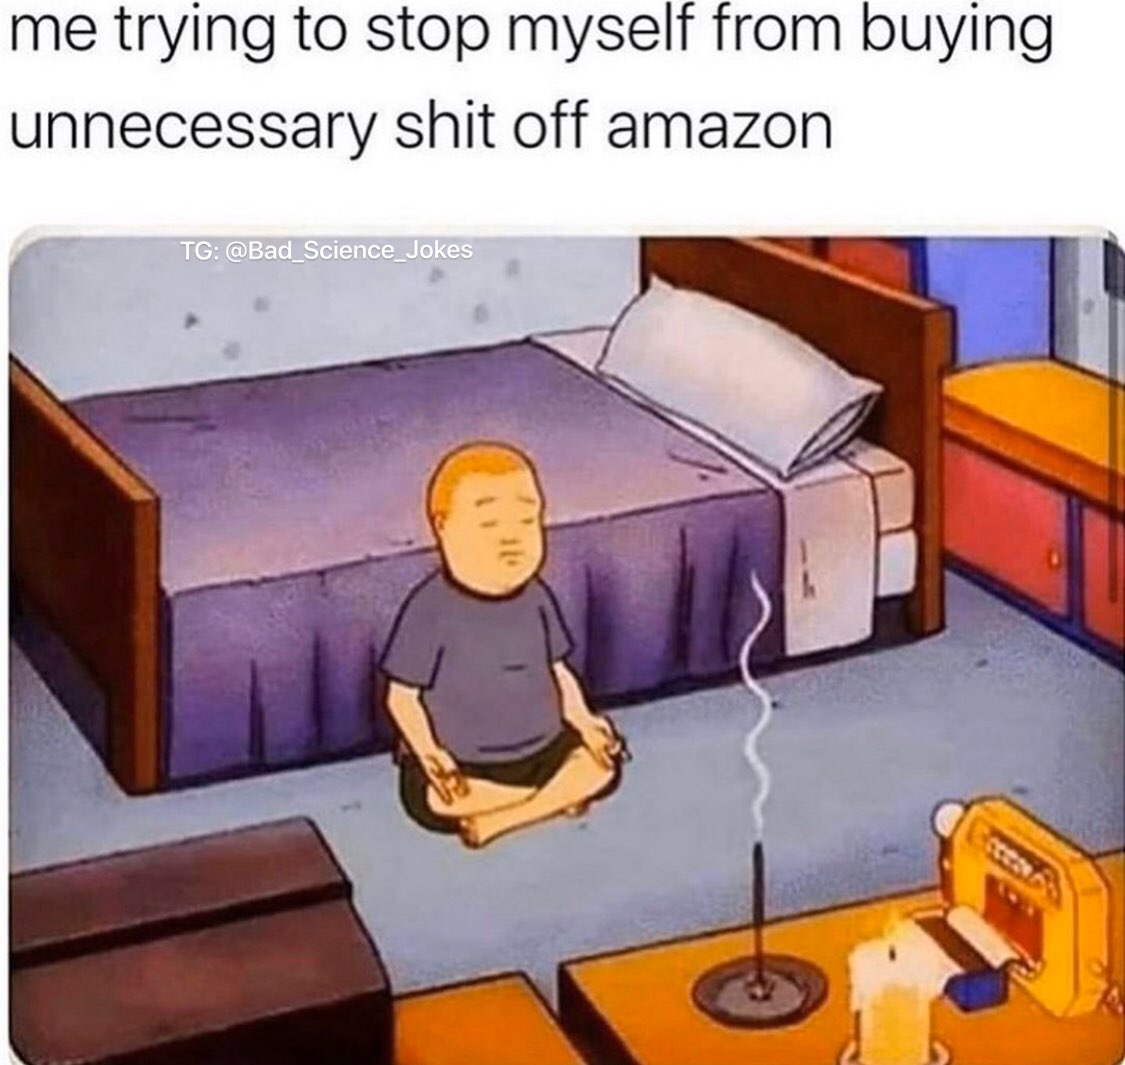 me trying to stop myself from buying
unnecessary shit off amazon
TG: @Bad_Science_Jokes